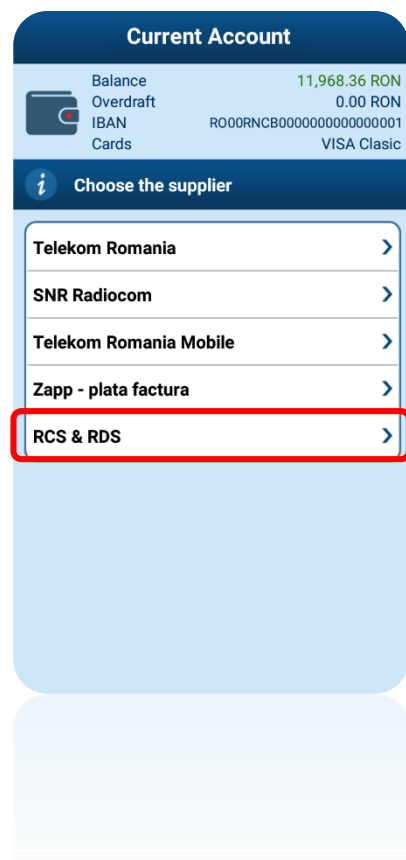 Current Account
Balance 11,968.36 RON
Overdraft 0.00 RON
IBAN RO00RNCB0000000000000001
Cards VISA Clasic
i Choose the supplier
Telekom Romania
SNR Radiocom
Telekom Romania Mobile
Zapp - plata factura
RCS & RDS